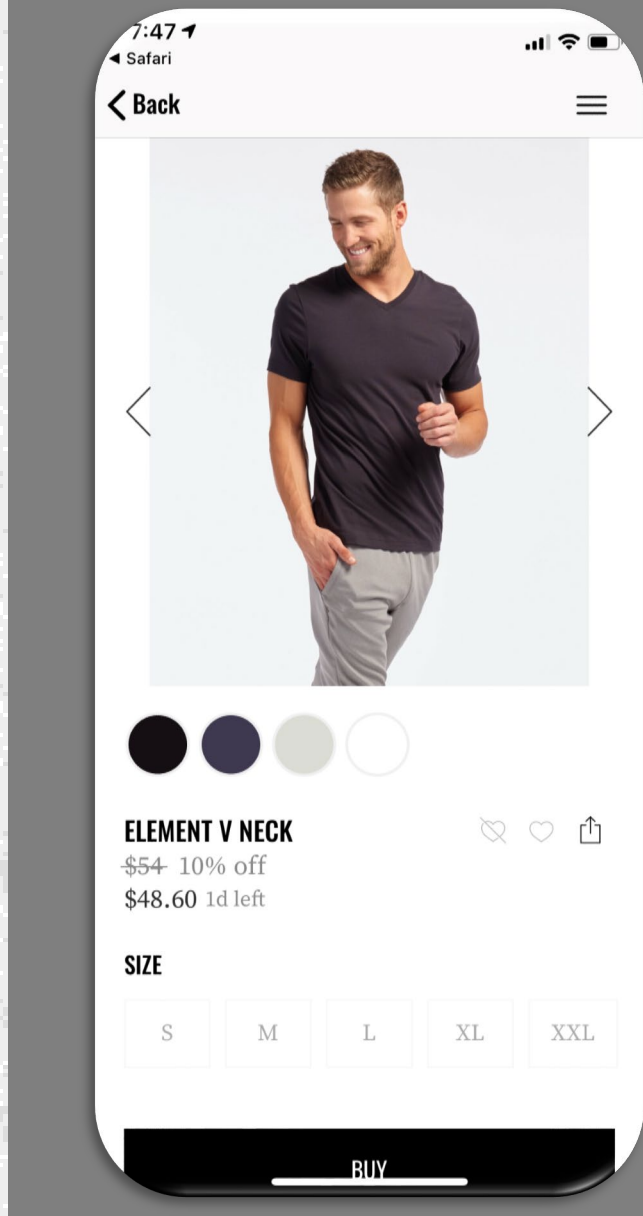 7:47
◀ Safari
Back
ELEMENT V NECK
$54 10% off
$48.60 1d left
SIZE
S M L XL XXL
BUY